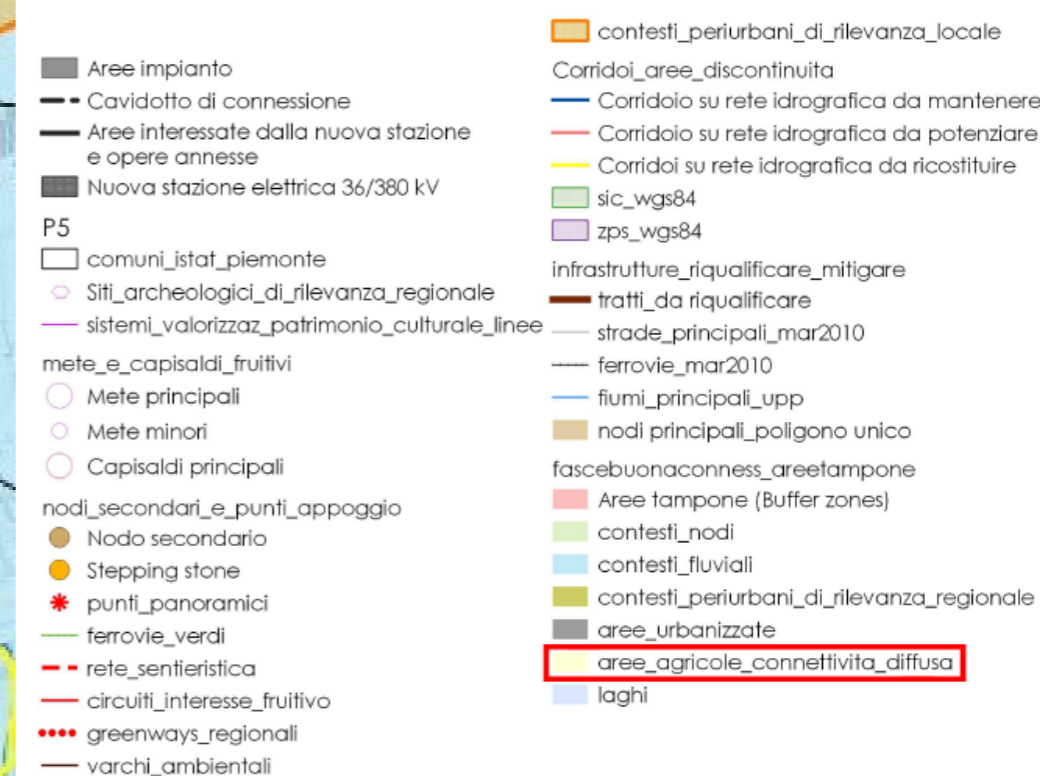 Aree impianto
Cavidotto di connessione
Aree interessate dalla nuova stazione
e opere annesse
Nuova stazione elettrica 36/380 kV
P5
comuni_istat_piemonte
Siti_archeologici_di_rilevanza_regionale
sistemi_valorizzaz_patrimonio_culturale_linee
mete_e_capisaldi_fruitivi
Mete principali
Mete minori
Capisaldi principali
nodi_secondari_e_punti_appoggio
Nodo secondario
Stepping stone
punti_panoramici
ferrovie_verdi
rete_sentieristica
circuiti_interesse_fruitivo
greenways_regionali
varchi_ambientali
contesti_periurbani_di_rilevanza_locale
Corridoi_aree_discontinuita
Corridoio su rete idrografica da mantenere
Corridoio su rete idrografica da potenziare
Corridoi su rete idrografica da ricostituire
sic_wgs84
zps_wgs84
infrastrutture_riqualificare_mitigare
tratti_da riqualificare
strade_principali_mar2010
ferrovie_mar2010
fiumi_principali_upp
nodi principali_poligono unico
fascebuonaconness_areetampone
Aree tampone (Buffer zones)
contesti_nodi
contesti_fluviali
contesti_periurbani_di_rilevanza_regionale
aree_urbanizzate
aree_agricole_connettivita_diffusa
laghi